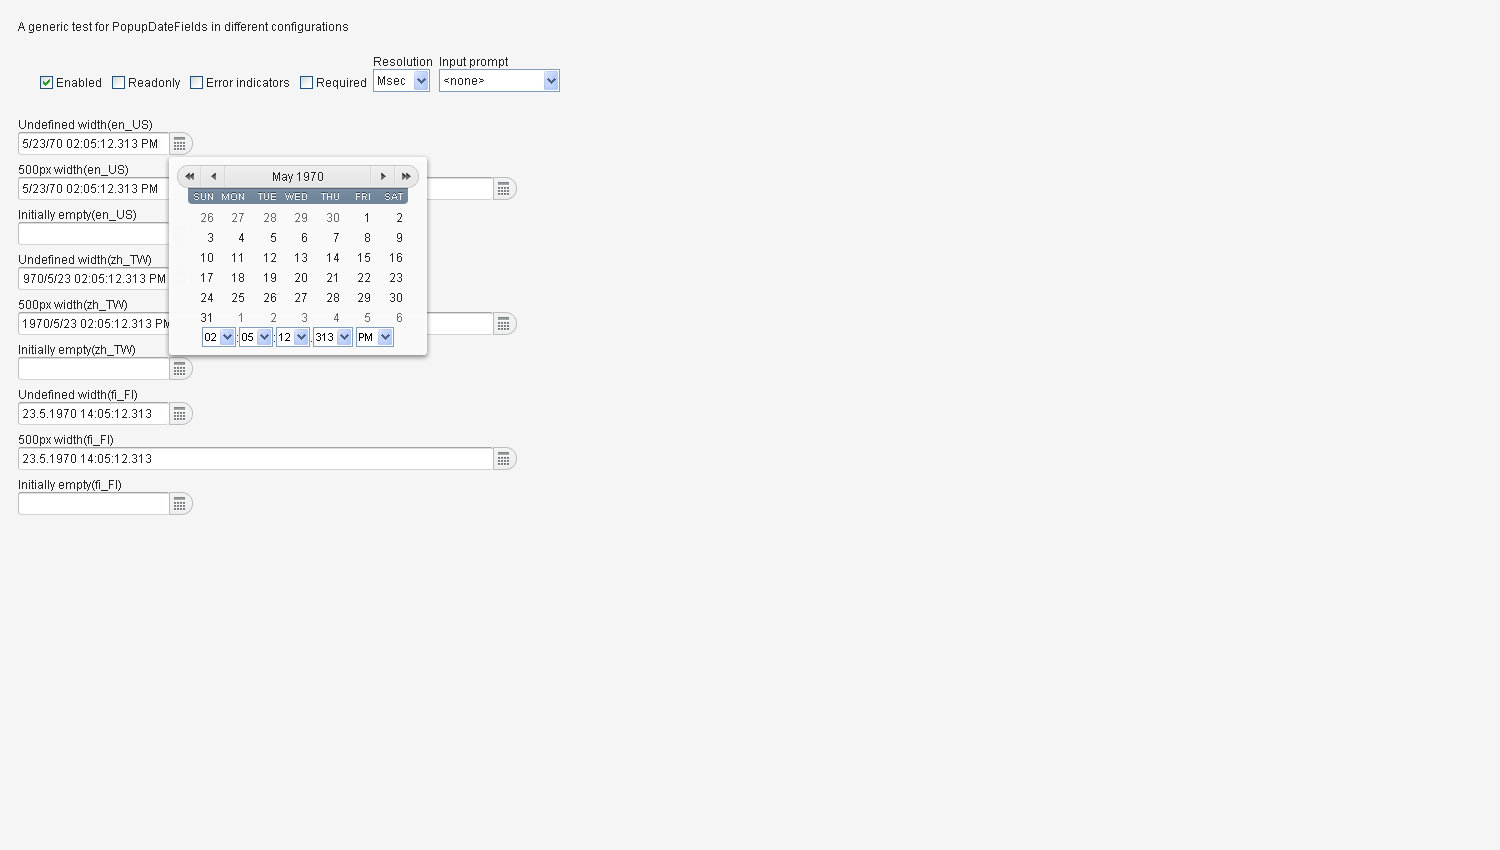 A generic test for PopupDateFields in different configurations
Resolution Input prompt
Enabled Readonly Error indicators Required Msec <none>
Undefined width(en_US)
5/23/70 02:05:12.313 PM
500px width(en_US)
5/23/70 02:05:12.313 PM
Initially empty(en_US)
Undefined width(zh_TW)
970/5/23 02:05:12.313 PM
500px width(zh_TW)
1970/5/23 02:05:12.313 PM
Initially empty(zh_TW)
Undefined width(fi_FI)
23.5.1970 14:05:12.313
500px width(fi_FI)
23.5.1970 14:05:12.313
Initially empty(fi_FI)
May 1970
SUN MON TUE WED THU FRI SAT
26 27 28 29 30 1 2
3 4 5 6 7 8 9
10 11 12 13 14 15 16
17 18 19 20 21 22 23
24 25 26 27 28 29 30
31 1 2 3 4 5 6
02 : 05 : 12 . 313 PM